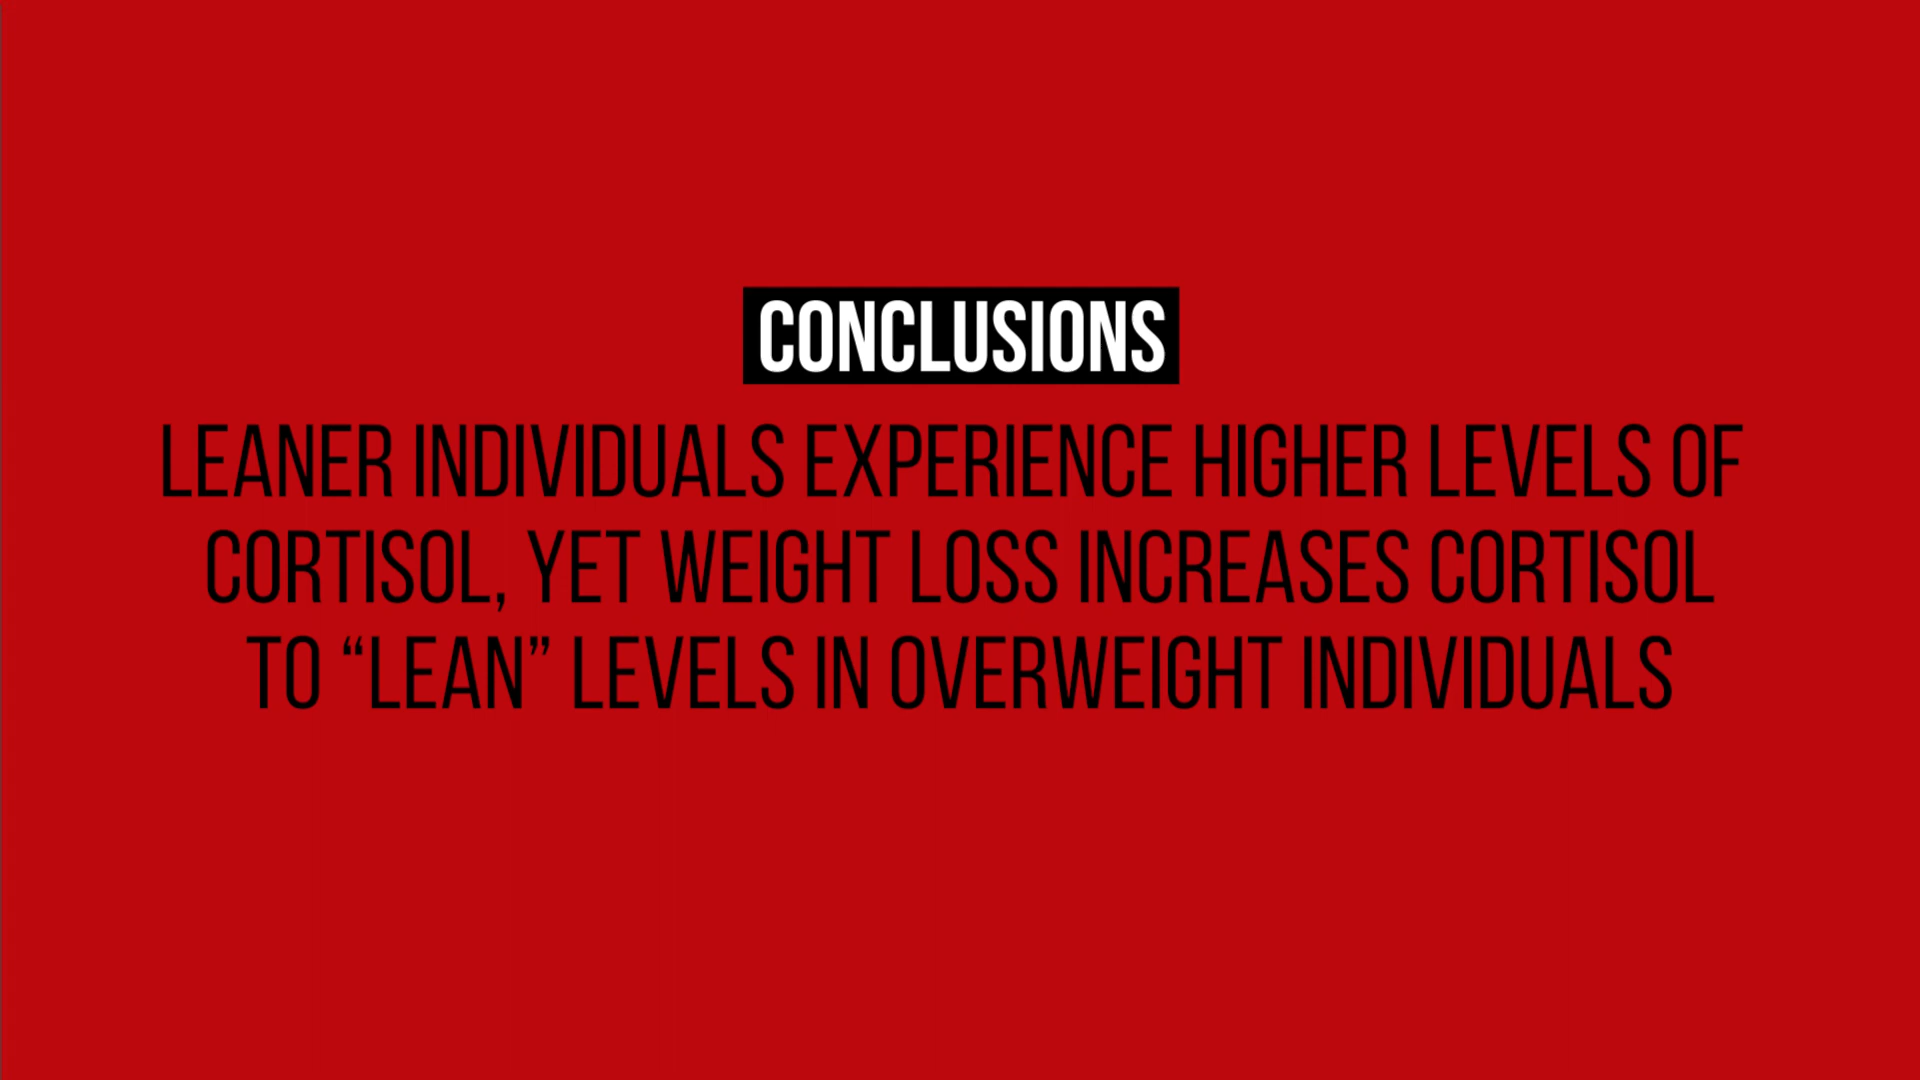 CONCLUSIONS
LEANER INDIVIDUALS EXPERIENCE HIGHER LEVELS OF
CORTISOL, YET WEIGHT LOSS INCREASES CORTISOL
TO “LEAN” LEVELS IN OVERWEIGHT INDIVIDUALS